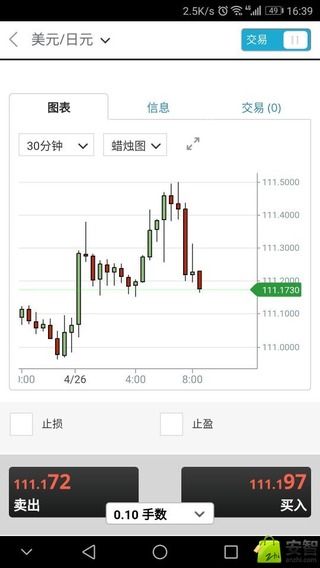 2.5K/s 4G 49 16:39
美元/日元 交易
图表 信息 交易 (0)
30分钟 蜡烛图
111.5000
111.4000
111.3000
111.2000
111.1730
111.1000
111.0000
0:00 4/26 4:00 8:00
止损 止盈
111.172 111.197
卖出 买入
0.10 手数
安智
anzhi.com